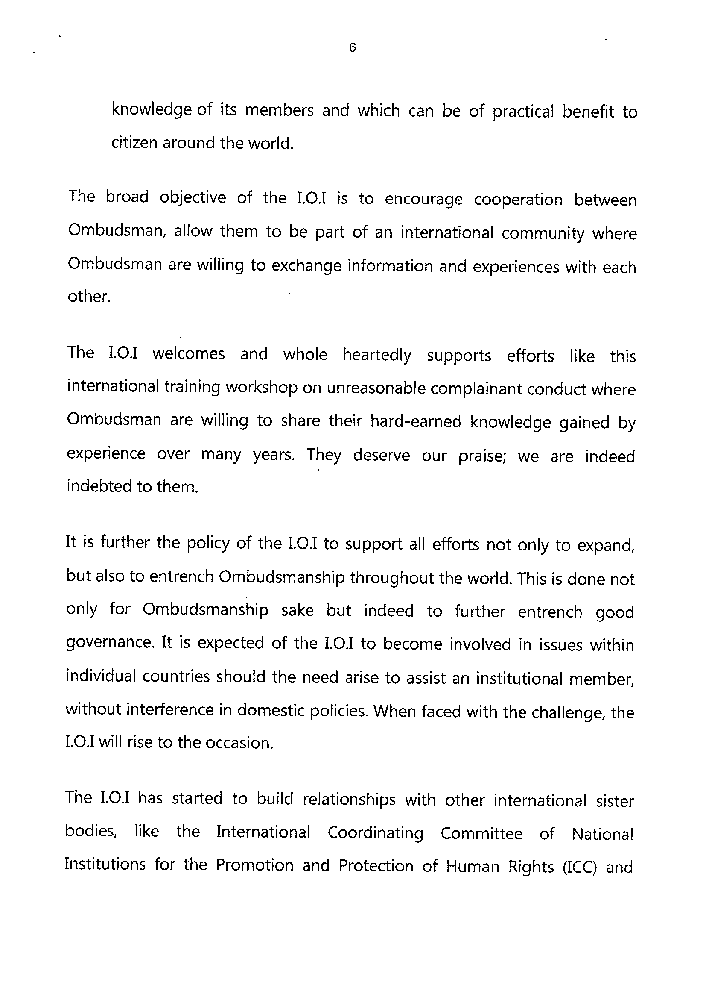 6
knowledge of its members and which can be of practical benefit to
citizen around the world.
The broad objective of the I.O.I is to encourage cooperation between
Ombudsman, allow them to be part of an international community where
Ombudsman are willing to exchange information and experiences with each
other.
The I.O.I welcomes and whole heartedly supports efforts like this
international training workshop on unreasonable complainant conduct where
Ombudsman are willing to share their hard-earned knowledge gained by
experience over many years. They deserve our praise; we are indeed
indebted to them.
It is further the policy of the I.O.I to support all efforts not only to expand,
but also to entrench Ombudsmanship throughout the world. This is done not
only for Ombudsmanship sake but indeed to further entrench good
governance. It is expected of the I.O.I to become involved in issues within
individual countries should the need arise to assist an institutional member,
without interference in domestic policies. When faced with the challenge, the
I.O.I will rise to the occasion.
The I.O.I has started to build relationships with other international sister
bodies, like the International Coordinating Committee of National
Institutions for the Promotion and Protection of Human Rights (ICC) and